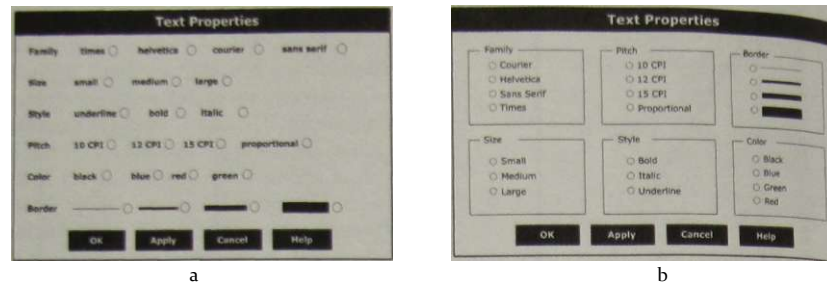 Text Properties
Family times helvetica courier sans serif
Size small medium large
Style underline bold italic
Pitch 10 CPI 12 CPI 15 CPI proportional
Color black blue red green
Border
OK Apply Cancel Help
a
Text Properties
Family
Courier
Helvetica
Sans Serif
Times
Pitch
10 CPI
12 CPI
15 CPI
Proportional
Border
Size
Small
Medium
Large
Style
Bold
Italic
Underline
Color
Black
Blue
Green
Red
OK Apply Cancel Help
b